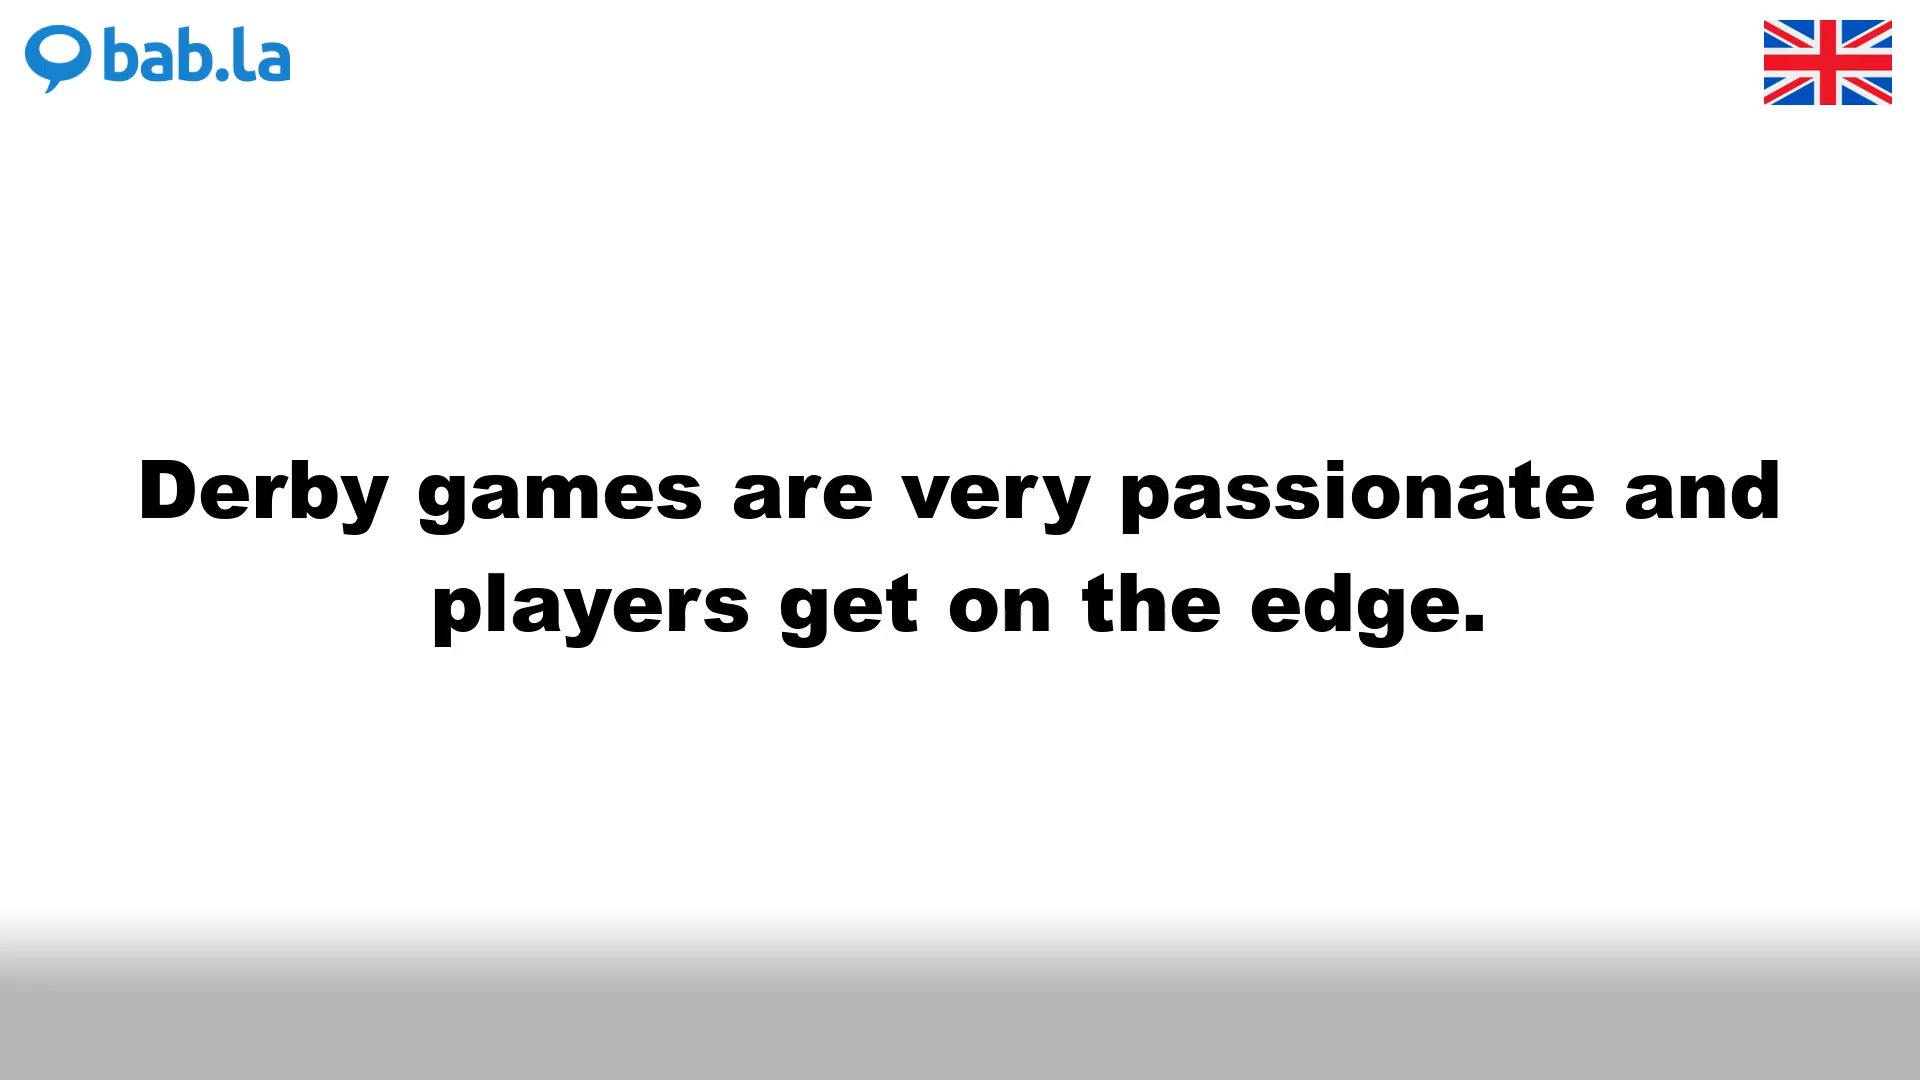 bab.la
Derby games are very passionate and
players get on the edge.